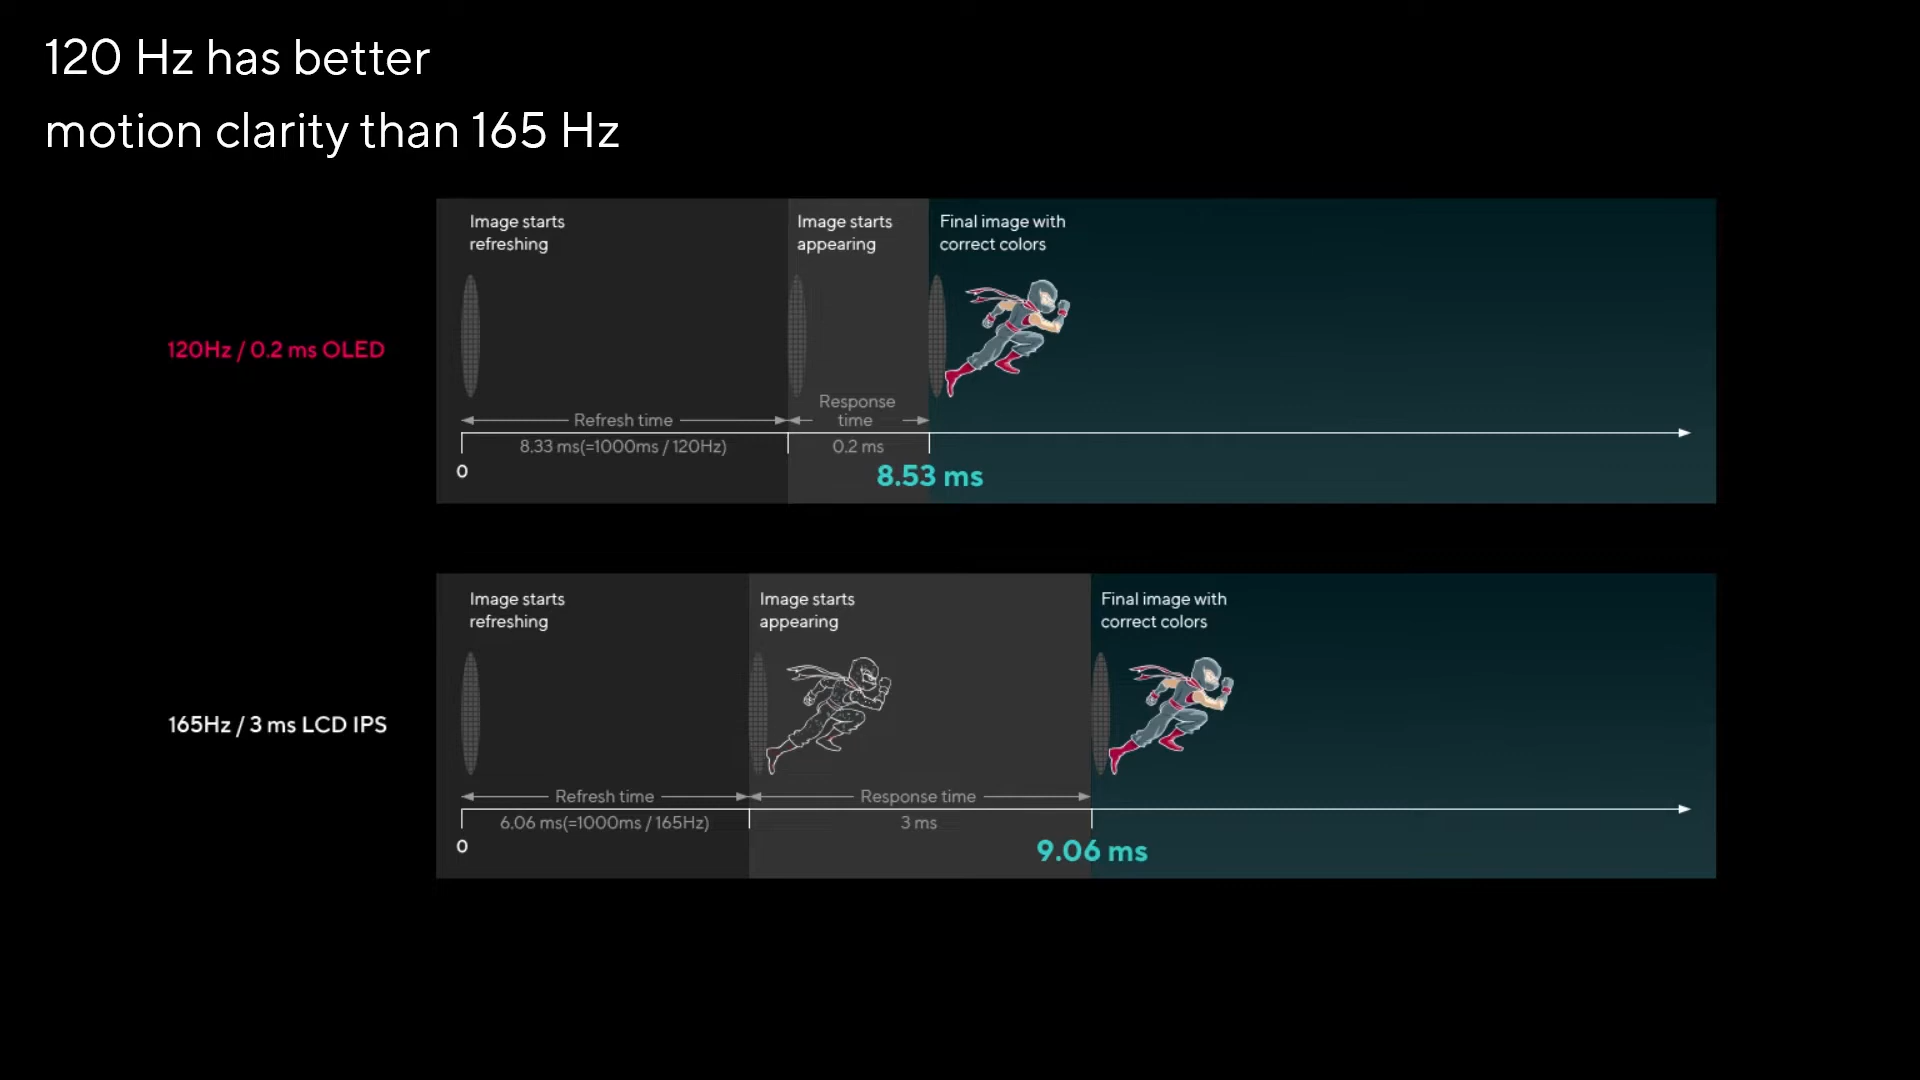 120 Hz has better
motion clarity than 165 Hz
120Hz / 0.2 ms OLED
Image starts
refreshing
Image starts
appearing
Final image with
correct colors
Refresh time
Response
time
8.33 ms(=1000ms / 120Hz)
0.2 ms
0
8.53 ms
165Hz / 3 ms LCD IPS
Image starts
refreshing
Image starts
appearing
Final image with
correct colors
Refresh time
Response time
6.06 ms(=1000ms / 165Hz)
3 ms
0
9.06 ms